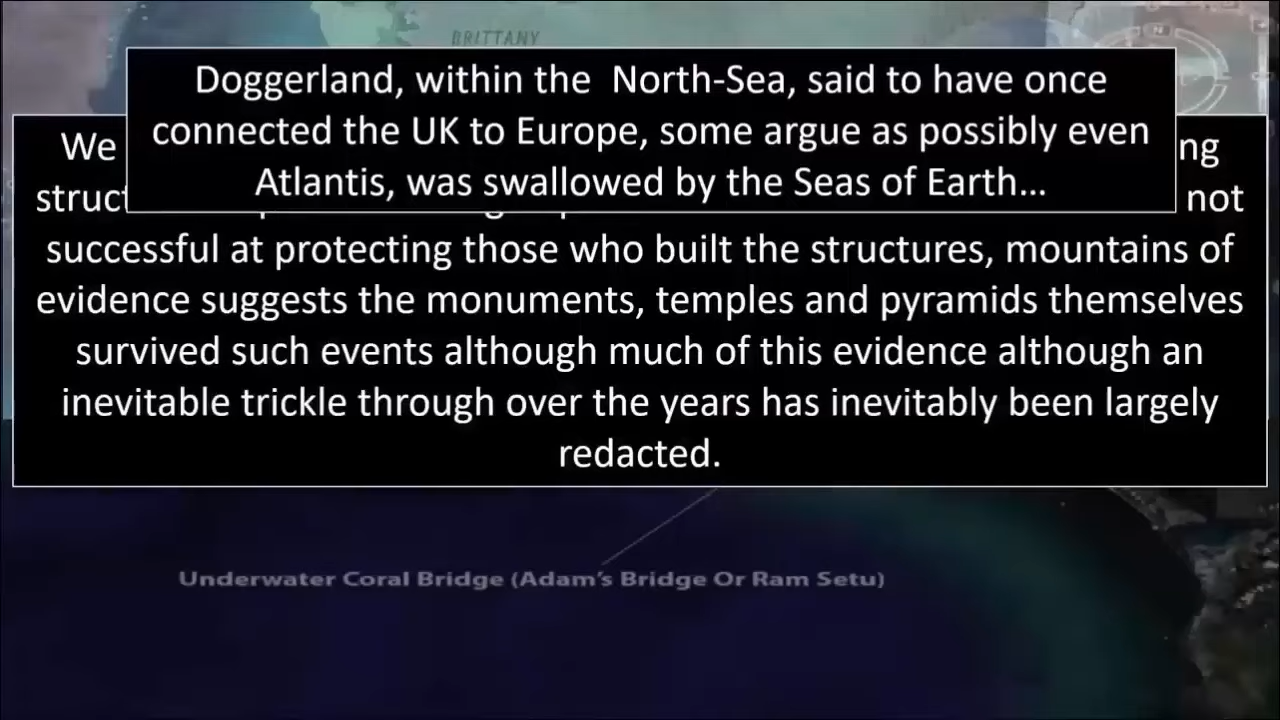 BRITTANY
N
Doggerland, within the North-Sea, said to have once
connected the UK to Europe, some argue as possibly even
Atlantis, was swallowed by the Seas of Earth...
We
ng
struct
not
successful at protecting those who built the structures, mountains of
evidence suggests the monuments, temples and pyramids themselves
survived such events although much of this evidence although an
inevitable trickle through over the years has inevitably been largely
redacted.
Underwater Coral Bridge (Adam's Bridge Or Ram Setu)